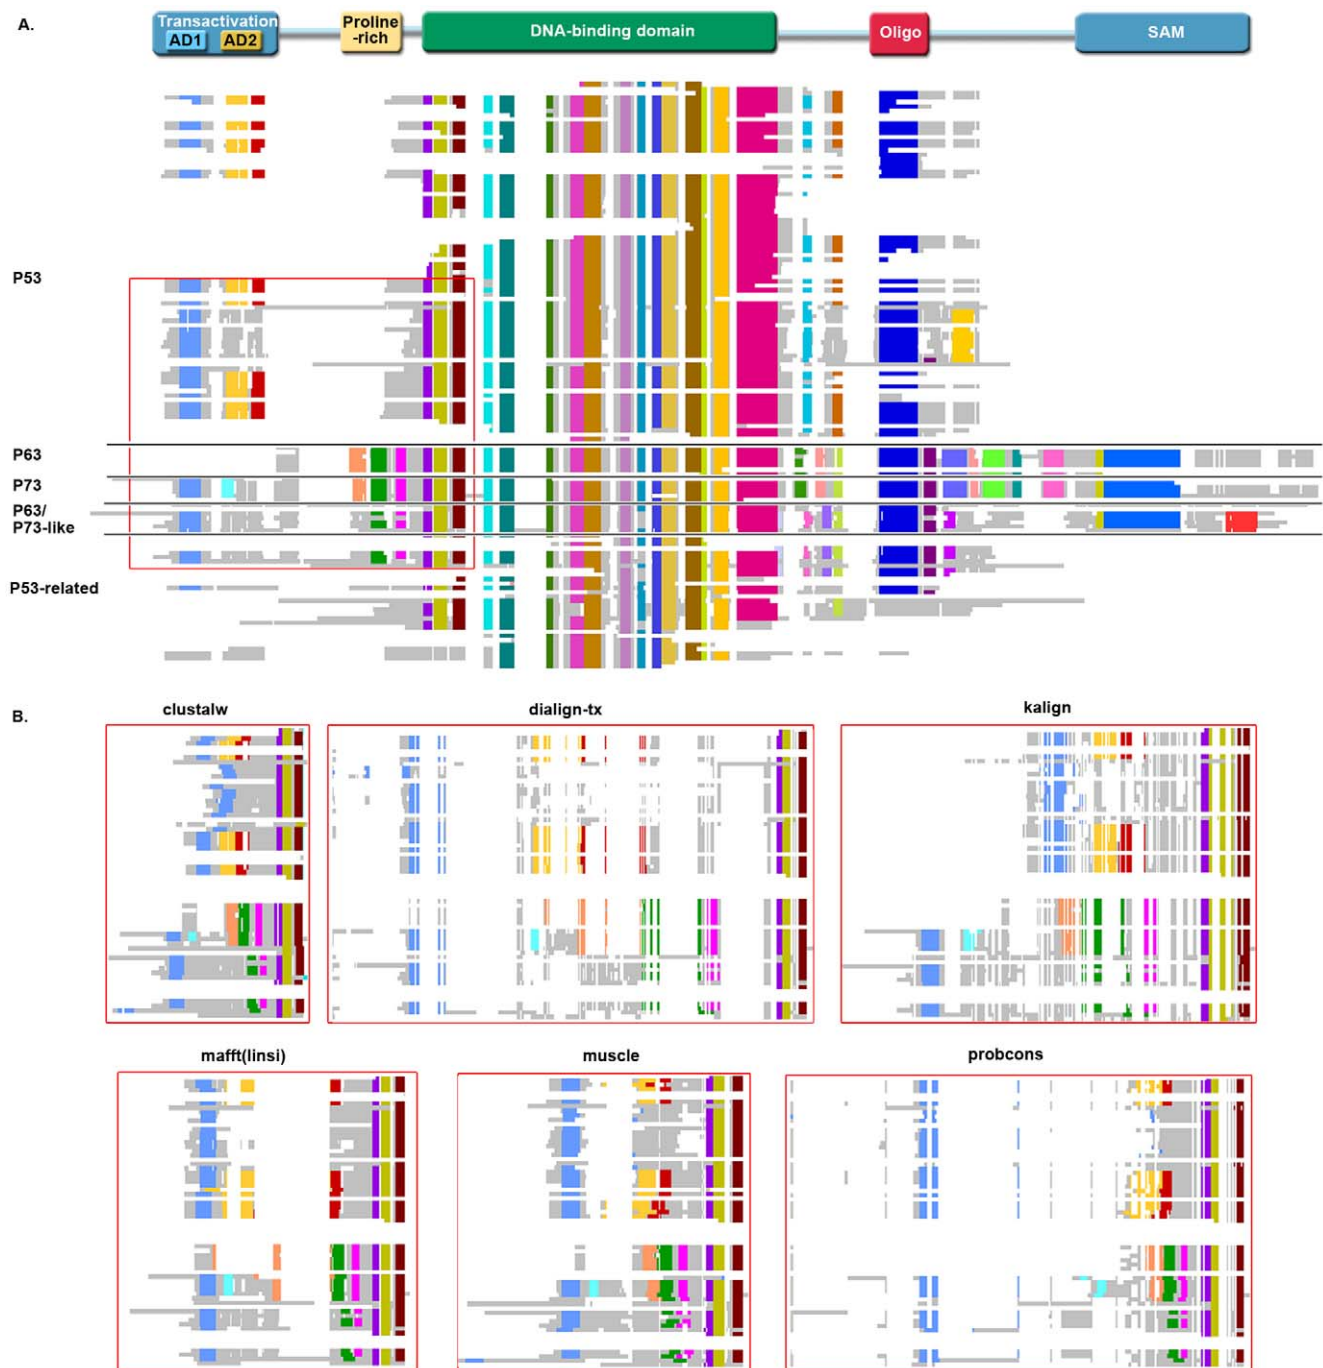 A.
Transactivation
AD1 AD2
Proline
-rich
DNA-binding domain
Oligo
SAM
P53
P63
P73
P63/
P73-like
P53-related
B.
clustalw
dialign-tx
kalign
mafft(linsi)
muscle
probcons